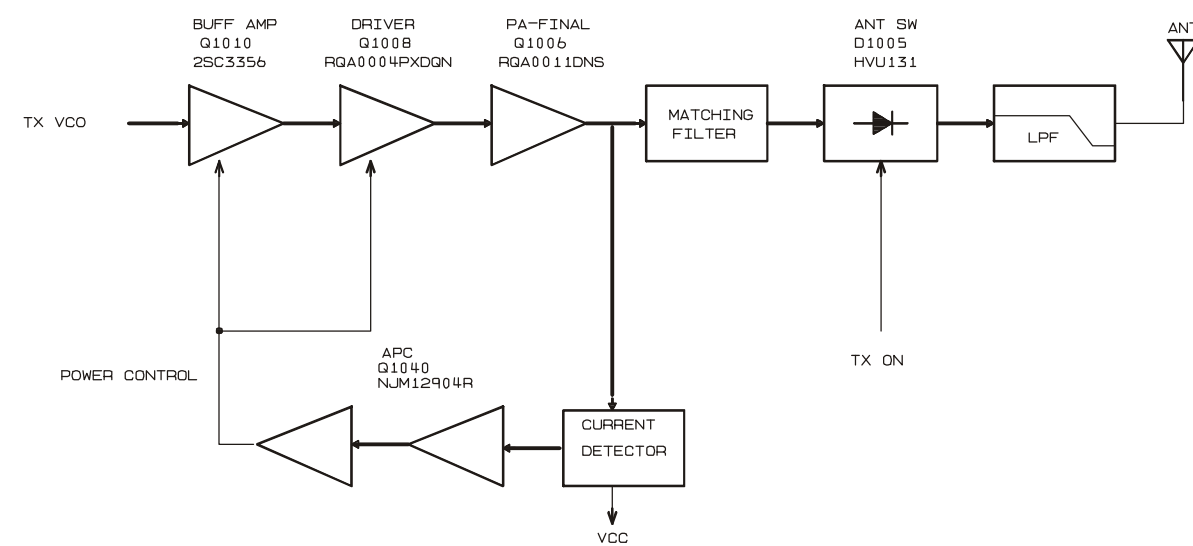 BUFF AMP
Q1010
2SC3356
DRIVER
Q1008
RQA0004PXDQN
PA-FINAL
Q1006
RQA0011DNS
ANT SW
D1005
HVU131
ANT
TX VCO
MATCHING
FILTER
LPF
TX ON
POWER CONTROL
APC
Q1040
NJM12904R
CURRENT
DETECTOR
VCC